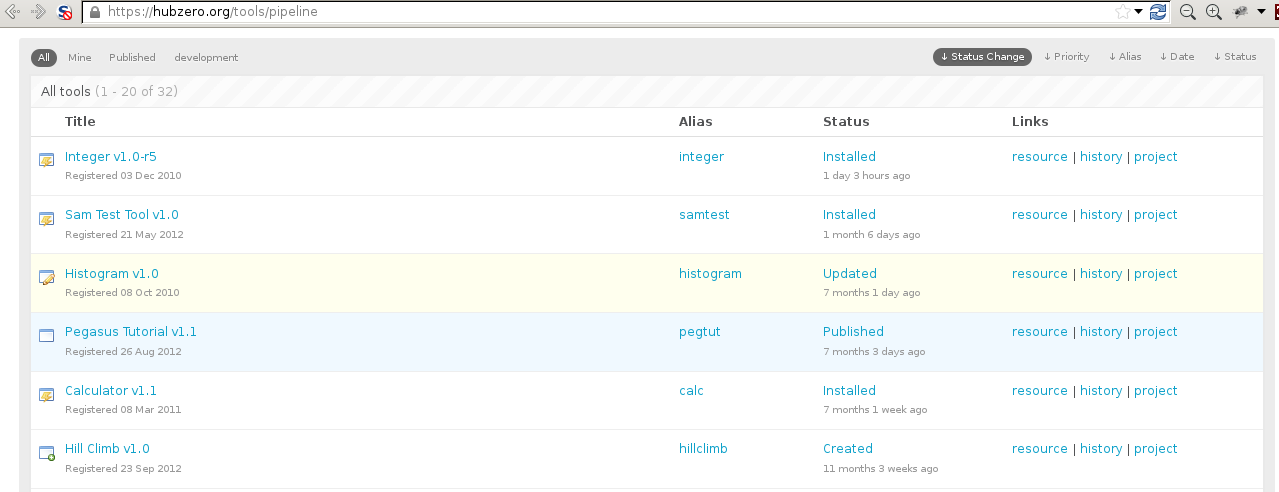 https://hubzero.org/tools/pipeline
All Mine Published development ↓ Status Change ↓ Priority ↓ Alias ↓ Date ↓ Status
All tools (1 - 20 of 32)
Title Alias Status Links
Integer v1.0-r5 integer Installed resource | history | project
Registered 03 Dec 2010 1 day 3 hours ago
Sam Test Tool v1.0 samtest Installed resource | history | project
Registered 21 May 2012 1 month 6 days ago
Histogram v1.0 histogram Updated resource | history | project
Registered 08 Oct 2010 7 months 1 day ago
Pegasus Tutorial v1.1 pegtut Published resource | history | project
Registered 26 Aug 2012 7 months 3 days ago
Calculator v1.1 calc Installed resource | history | project
Registered 08 Mar 2011 7 months 1 week ago
Hill Climb v1.0 hillclimb Created resource | history | project
Registered 23 Sep 2012 11 months 3 weeks ago